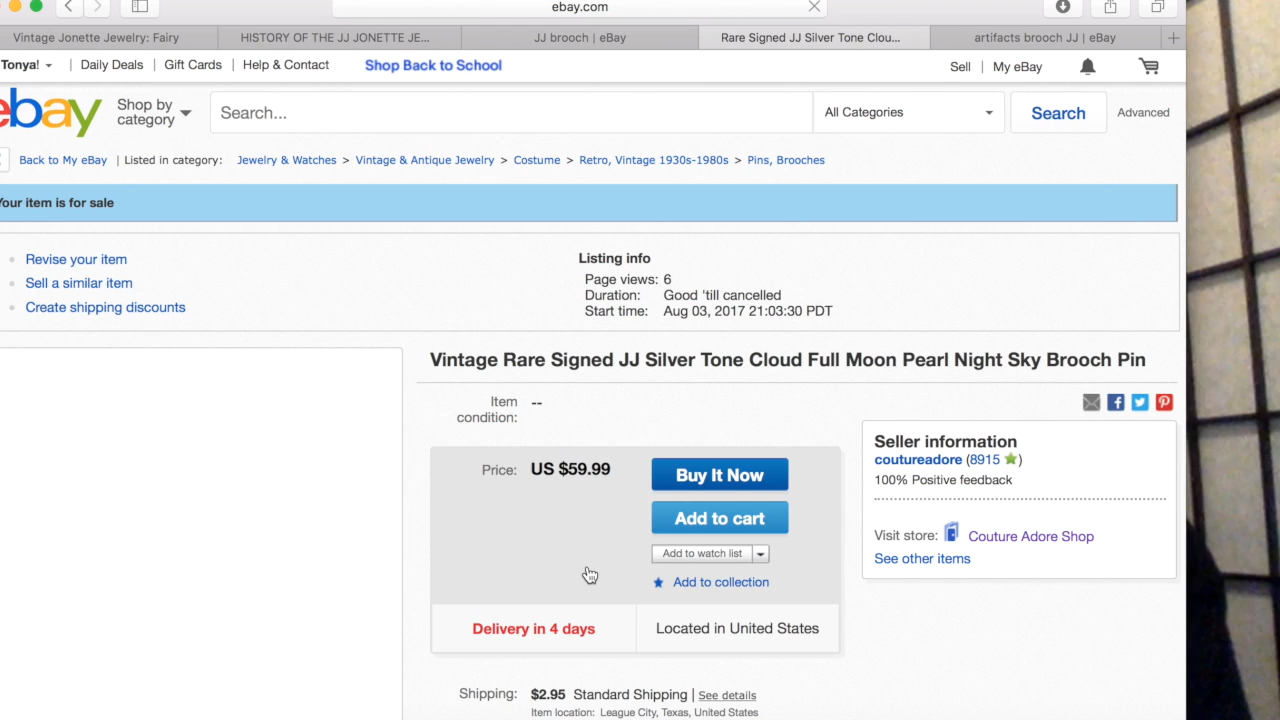 ebay.com
Vintage Jonette Jewelry: Fairy
HISTORY OF THE JJ JONETTE JE...
JJ brooch | eBay
Rare Signed JJ Silver Tone Clou...
artifacts brooch JJ | eBay
Tonya!
Daily Deals
Gift Cards
Help & Contact
Shop Back to School
Sell
My eBay
ebay
Shop by
category
Search...
All Categories
Search
Advanced
Back to My eBay | Listed in category: Jewelry & Watches > Vintage & Antique Jewelry > Costume > Retro, Vintage 1930s-1980s > Pins, Brooches
Your item is for sale
Revise your item
Sell a similar item
Create shipping discounts
Listing info
Page views: 6
Duration: Good 'till cancelled
Start time: Aug 03, 2017 21:03:30 PDT
Vintage Rare Signed JJ Silver Tone Cloud Full Moon Pearl Night Sky Brooch Pin
Item
condition: --
Price: US $59.99
Buy It Now
Add to cart
Add to watch list
Add to collection
Delivery in 4 days
Located in United States
Shipping: $2.95 Standard Shipping | See details
Item location: League City, Texas, United States
Seller information
coutureadore (8915)
100% Positive feedback
Visit store: Couture Adore Shop
See other items